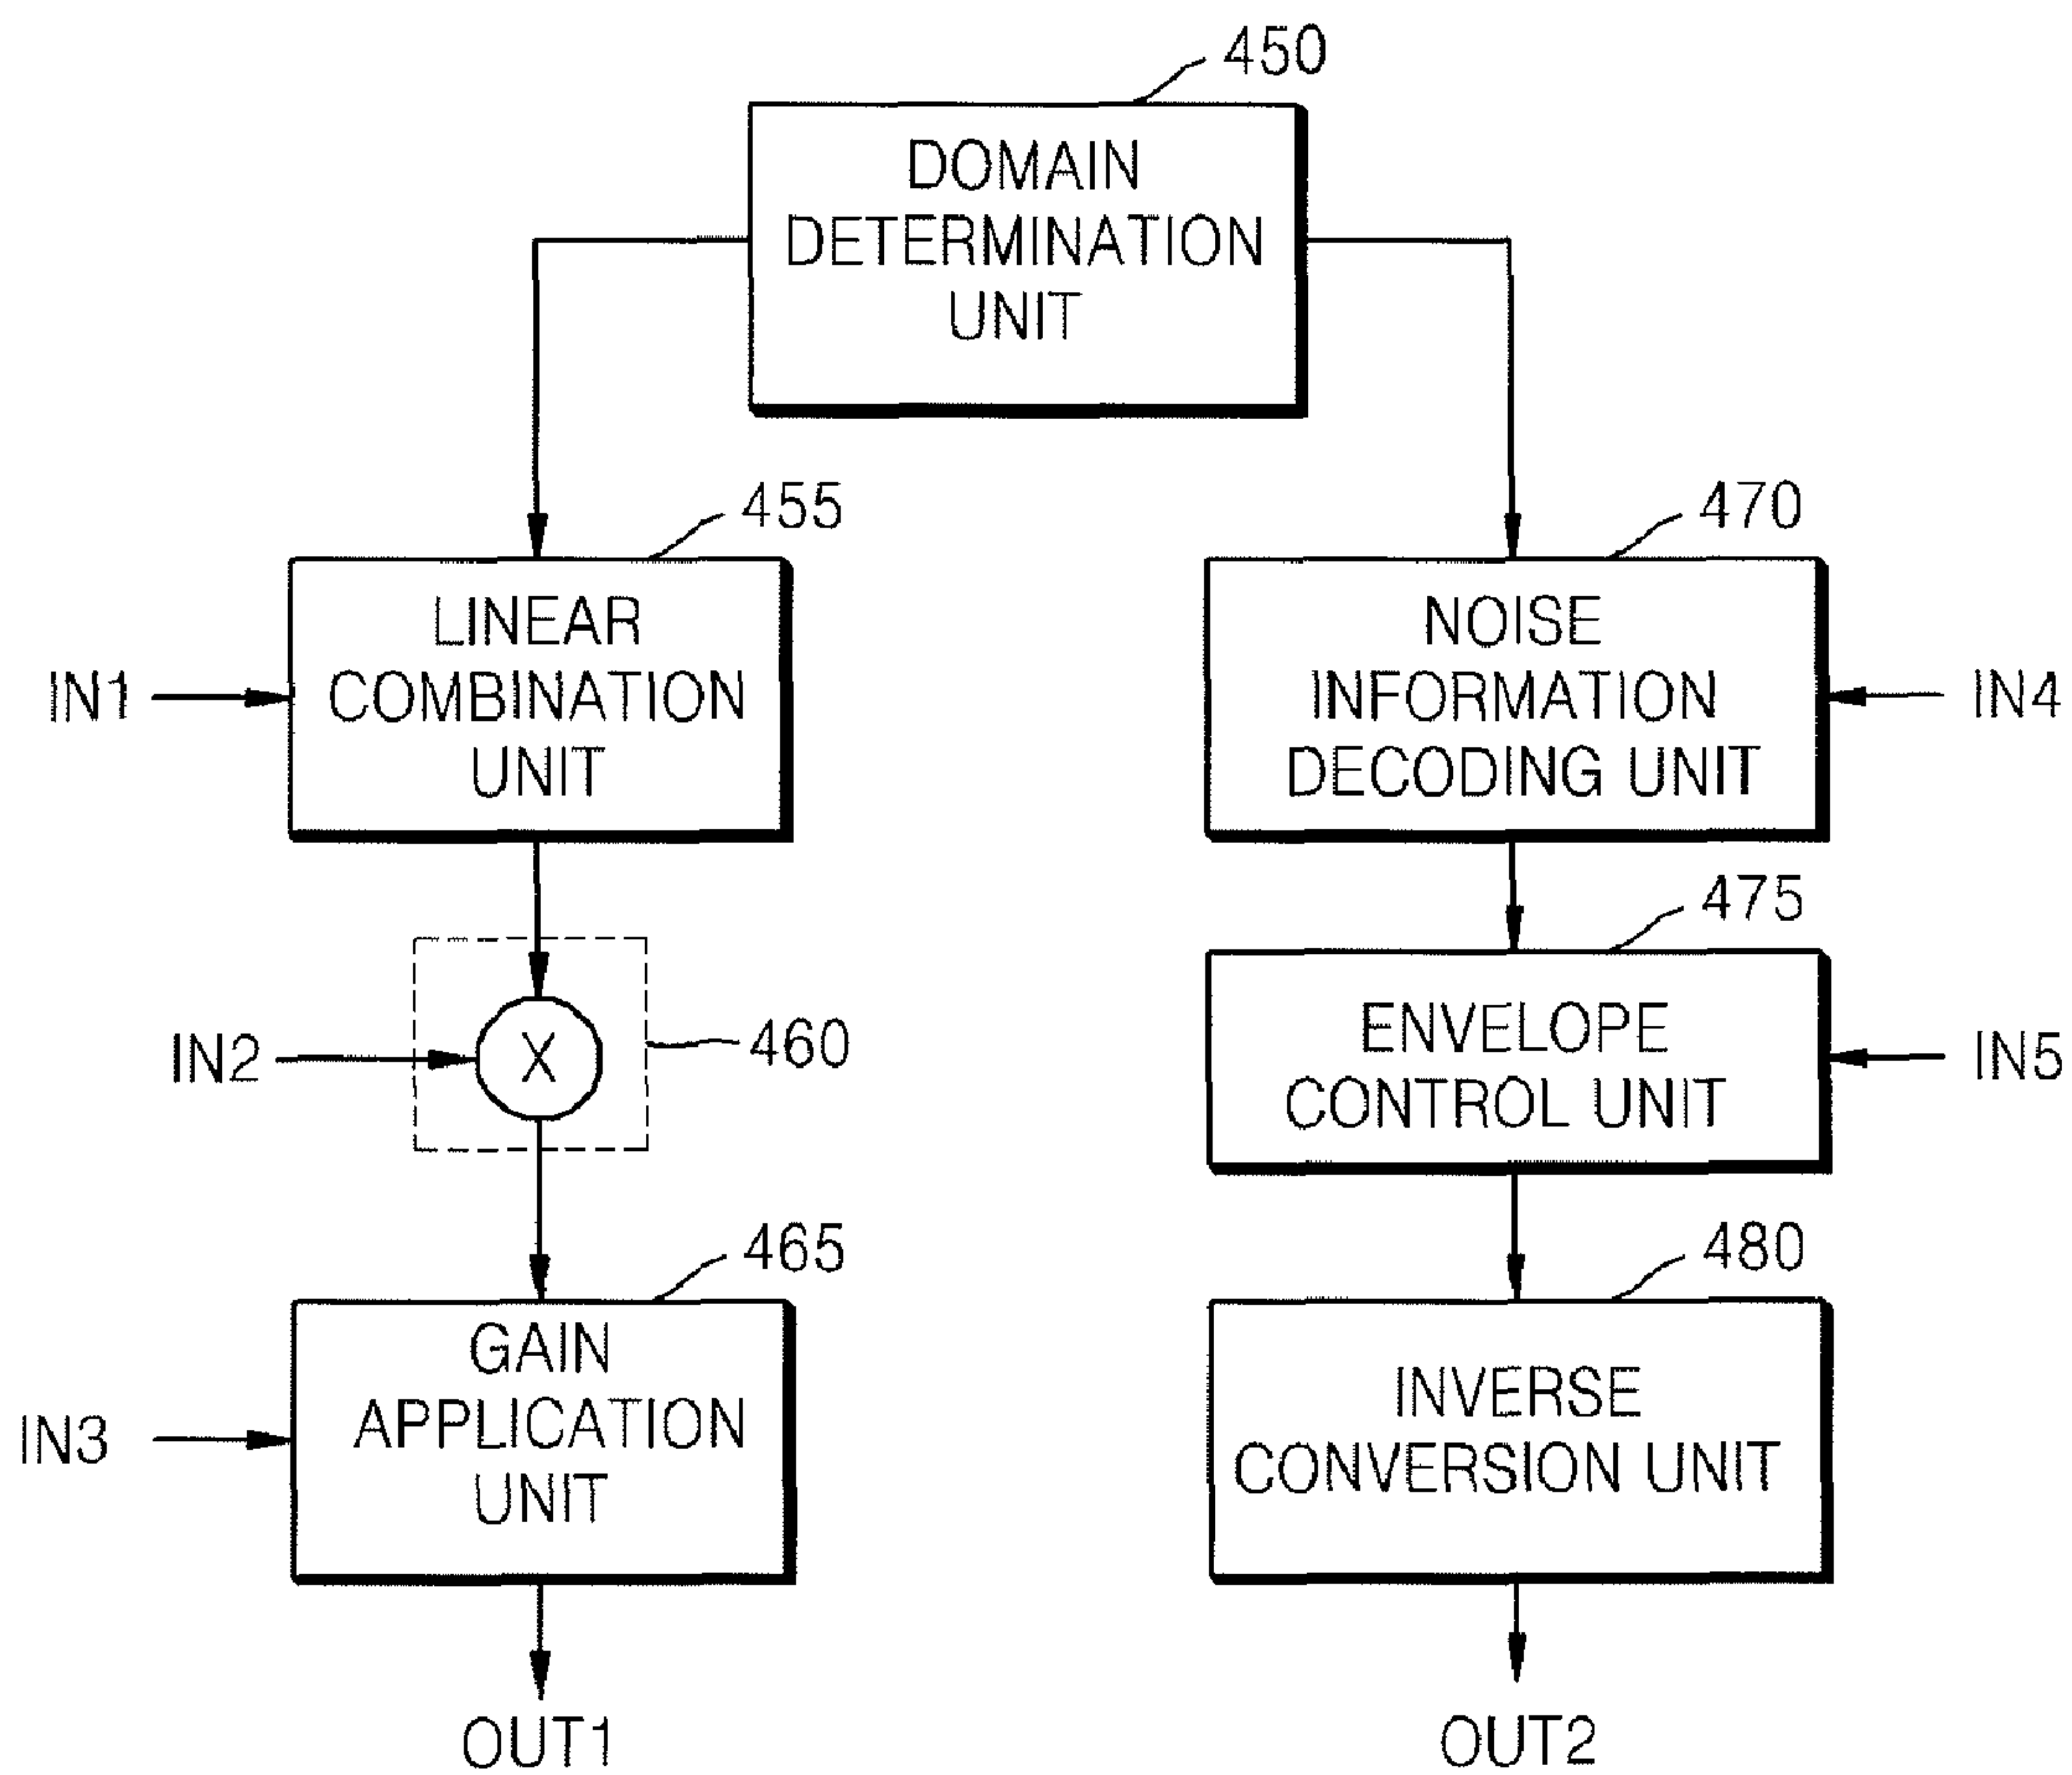 450
DOMAIN
DETERMINATION
UNIT
455
LINEAR
COMBINATION
UNIT
IN1
470
NOISE
INFORMATION
DECODING UNIT
IN4
IN2
X
460
475
ENVELOPE
CONTROL UNIT
IN5
465
GAIN
APPLICATION
UNIT
IN3
480
INVERSE
CONVERSION UNIT
OUT1
OUT2